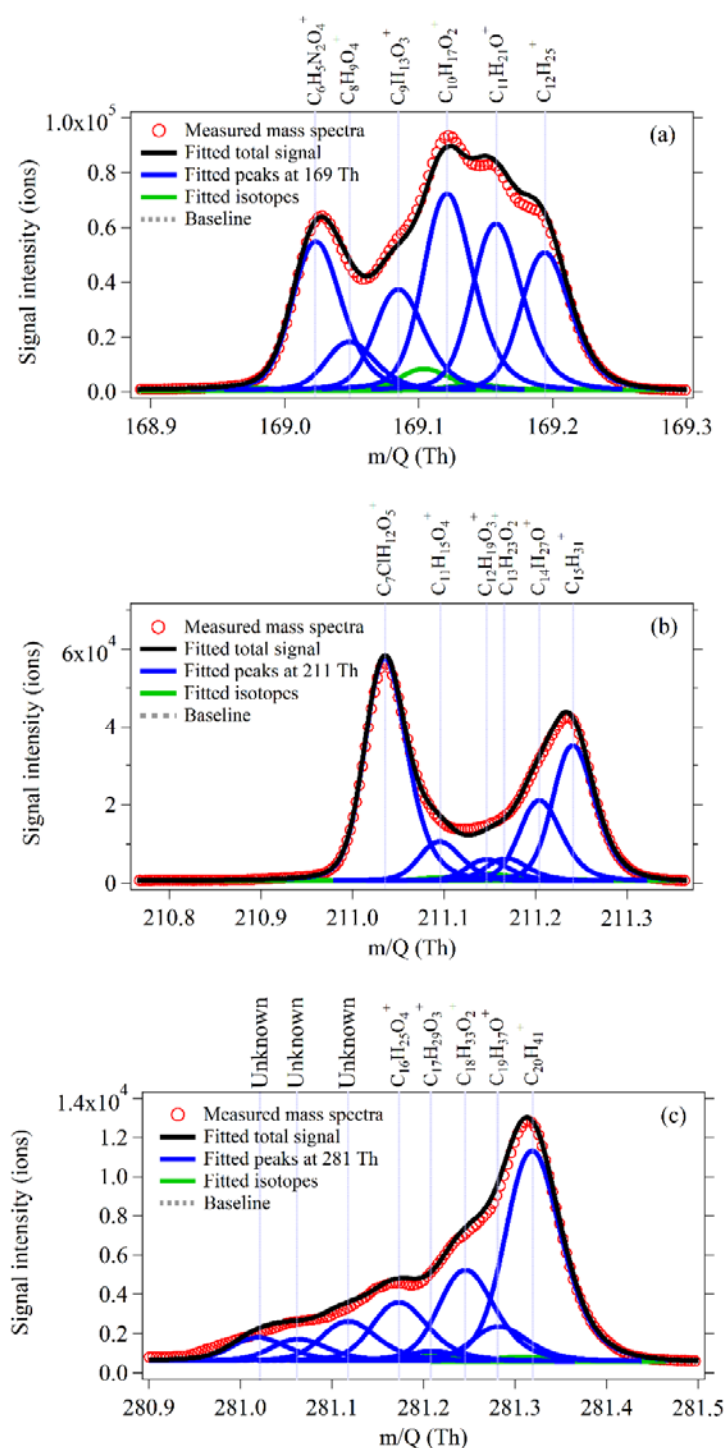 C₆H₅N₂O₄⁺
C₈H₉O₄⁺
C₉H₁₃O₃⁺
C₁₀H₁₇O₂⁺
C₁₁H₂₁O⁺
C₁₂H₂₅⁺
1.0x10⁵
0.8
0.6
0.4
0.2
0.0
Signal intensity (ions)
(a)
Measured mass spectra
Fitted total signal
Fitted peaks at 169 Th
Fitted isotopes
Baseline
168.9 169.0 169.1 169.2 169.3
m/Q (Th)
C₇ClH₁₂O₅⁺
C₁₁H₁₅O₄⁺
C₁₂H₁₉O₃⁺
C₁₃H₂₃O₂⁺
C₁₄H₂₇O⁺
C₁₅H₃₁⁺
6x10⁴
4
2
0
Signal intensity (ions)
(b)
Measured mass spectra
Fitted total signal
Fitted peaks at 211 Th
Fitted isotopes
Baseline
210.8 210.9 211.0 211.1 211.2 211.3
m/Q (Th)
Unknown
Unknown
Unknown
C₁₆H₂₅O₄⁺
C₁₇H₂₉O₃⁺
C₁₈H₃₃O₂⁺
C₁₉H₃₇O⁺
C₂₀H₄₁⁺
1.4x10⁴
1.2
1.0
0.8
0.6
0.4
0.2
0.0
Signal intensity (ions)
(c)
Measured mass spectra
Fitted total signal
Fitted peaks at 281 Th
Fitted isotopes
Baseline
280.9 281.0 281.1 281.2 281.3 281.4 281.5
m/Q (Th)